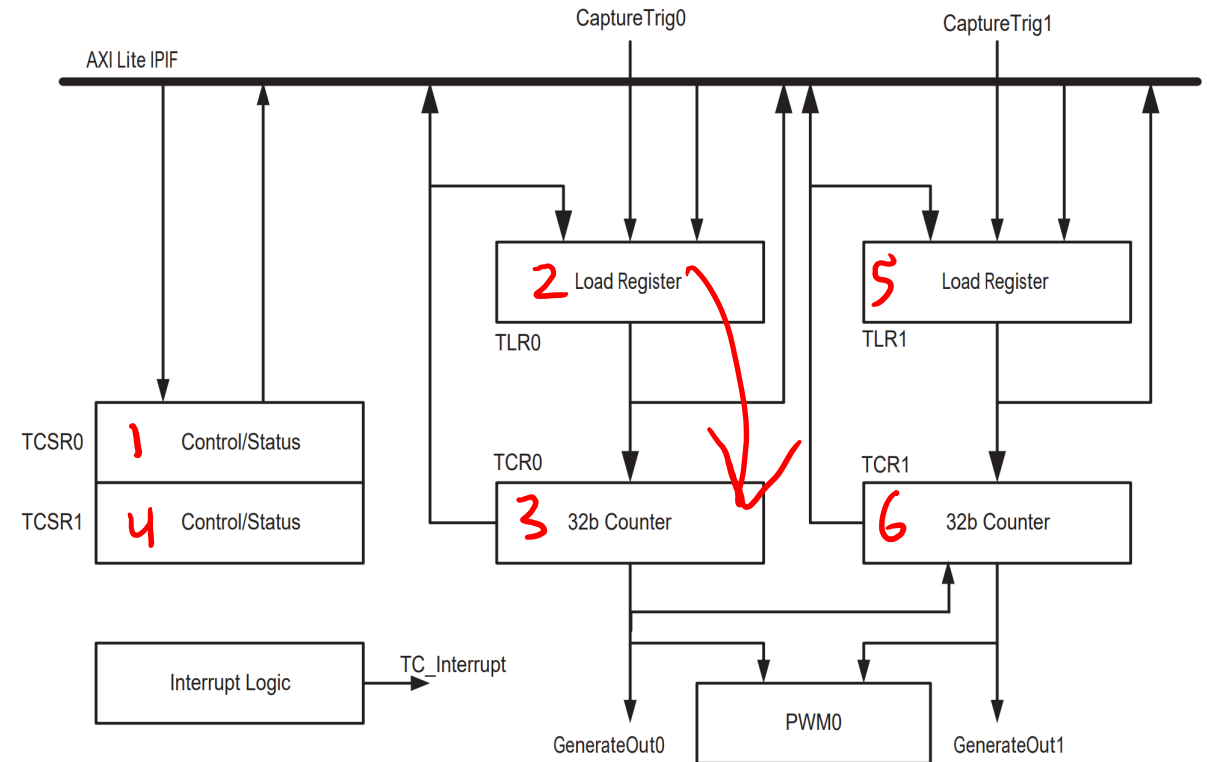 CaptureTrig0
CaptureTrig1
AXI Lite IPIF
2 Load Register
5 Load Register
TLR0
TLR1
TCSR0 1 Control/Status
TCR0
TCR1
TCSR1 4 Control/Status
3 32b Counter
6 32b Counter
Interrupt Logic
TC_Interrupt
PWM0
GenerateOut0
GenerateOut1